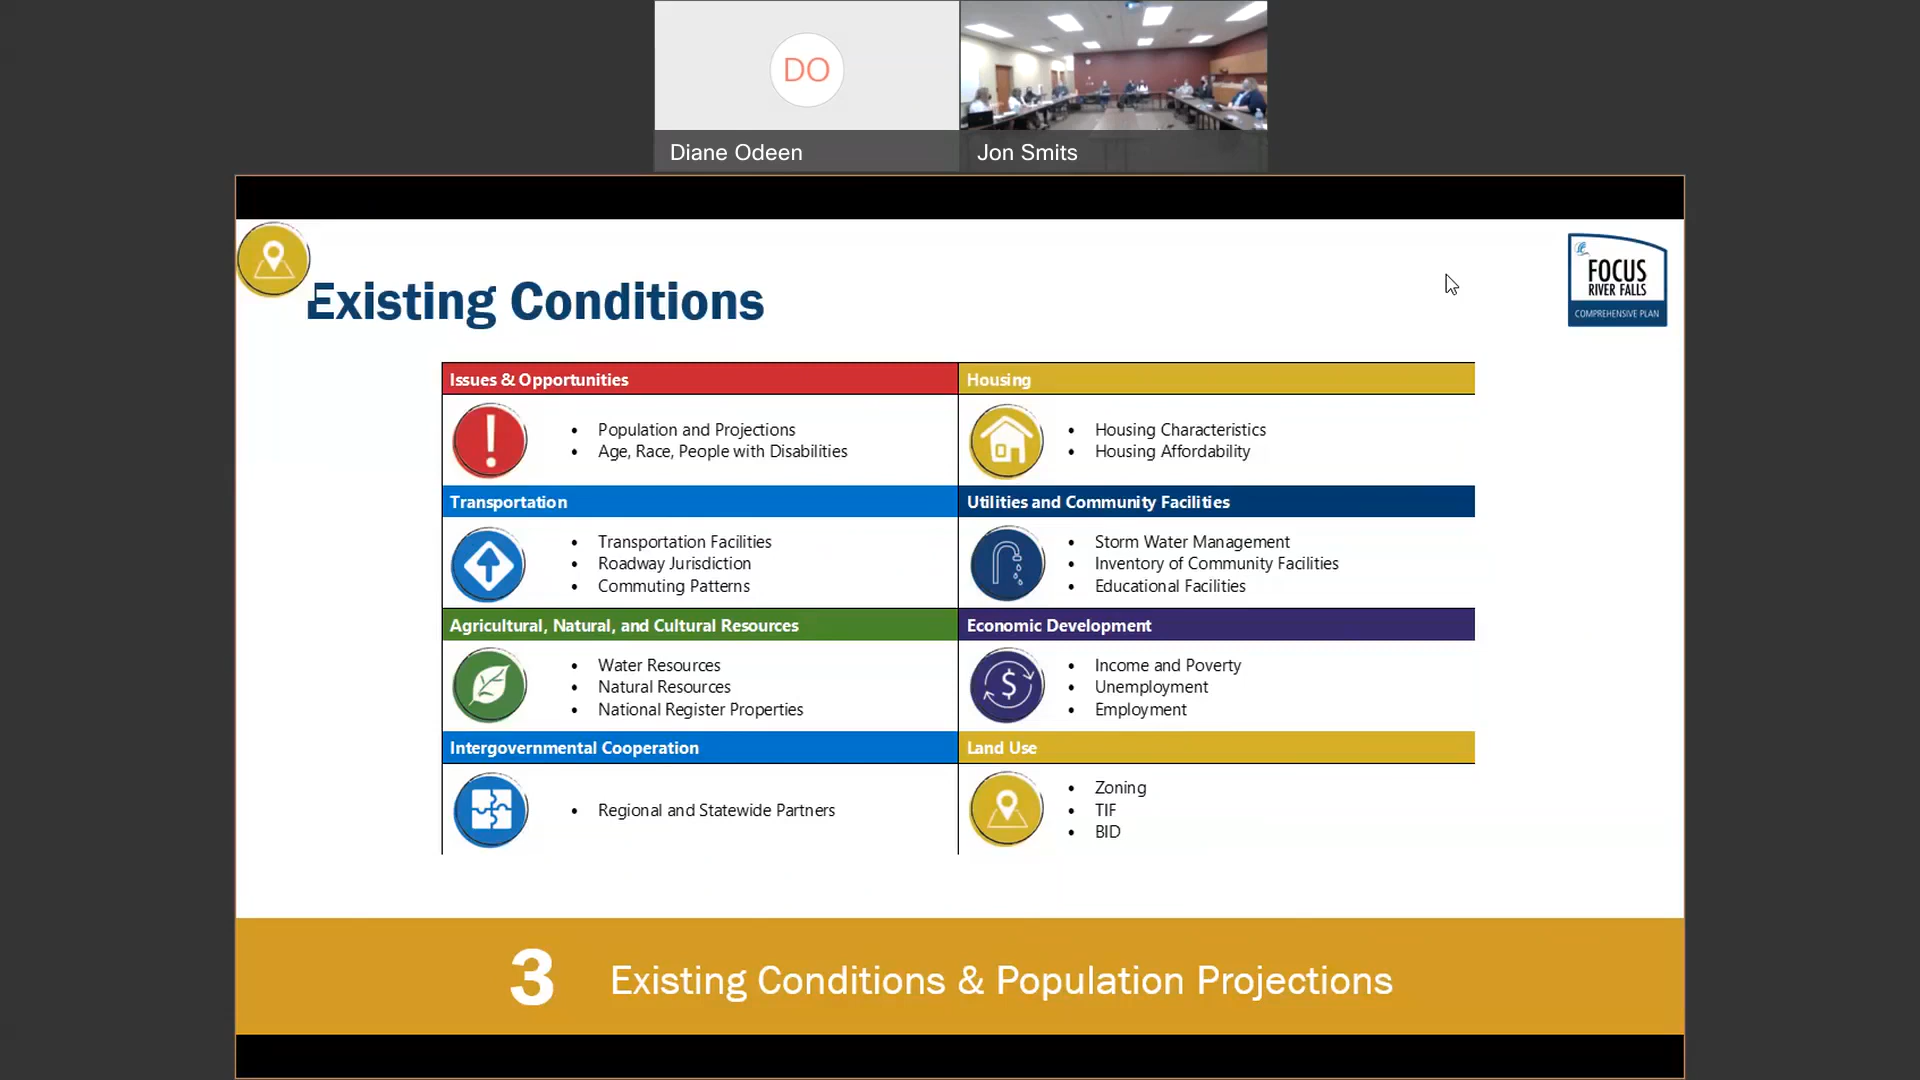 DO
Diane Odeen
Jon Smits
Existing Conditions
FOCUS
RIVER FALLS
COMPREHENSIVE PLAN
Issues & Opportunities
• Population and Projections
• Age, Race, People with Disabilities
Housing
• Housing Characteristics
• Housing Affordability
Transportation
• Transportation Facilities
• Roadway Jurisdiction
• Commuting Patterns
Utilities and Community Facilities
• Storm Water Management
• Inventory of Community Facilities
• Educational Facilities
Agricultural, Natural, and Cultural Resources
• Water Resources
• Natural Resources
• National Register Properties
Economic Development
$
• Income and Poverty
• Unemployment
• Employment
Intergovernmental Cooperation
• Regional and Statewide Partners
Land Use
• Zoning
• TIF
• BID
3 Existing Conditions & Population Projections